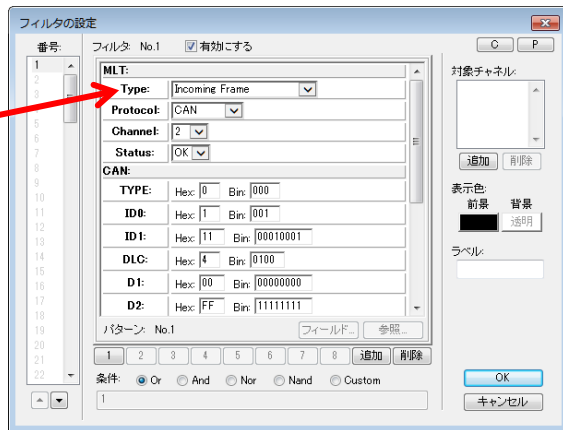 フィルタの設定
番号:
フィルタ: No.1
有効にする
C
P
1
2
3
5
6
7
8
9
10
11
12
13
14
15
16
17
18
19
20
21
22
MLT:
Type: Incoming Frame
Protocol: CAN
Channel: 2
Status: OK
CAN:
TYPE: Hex: 0 Bin: 000
ID0: Hex: 1 Bin: 001
ID1: Hex: 11 Bin: 00010001
DLC: Hex: 4 Bin: 0100
D1: Hex: 00 Bin: 00000000
D2: Hex: FF Bin: 11111111
パターン: No.1
フィールド...
参照...
1 2 3 4 5 6 7 8 追加 削除
条件: Or And Nor Nand Custom
1
対象チャネル:
追加 削除
表示色:
前景 背景
透明
ラベル:
OK
キャンセル